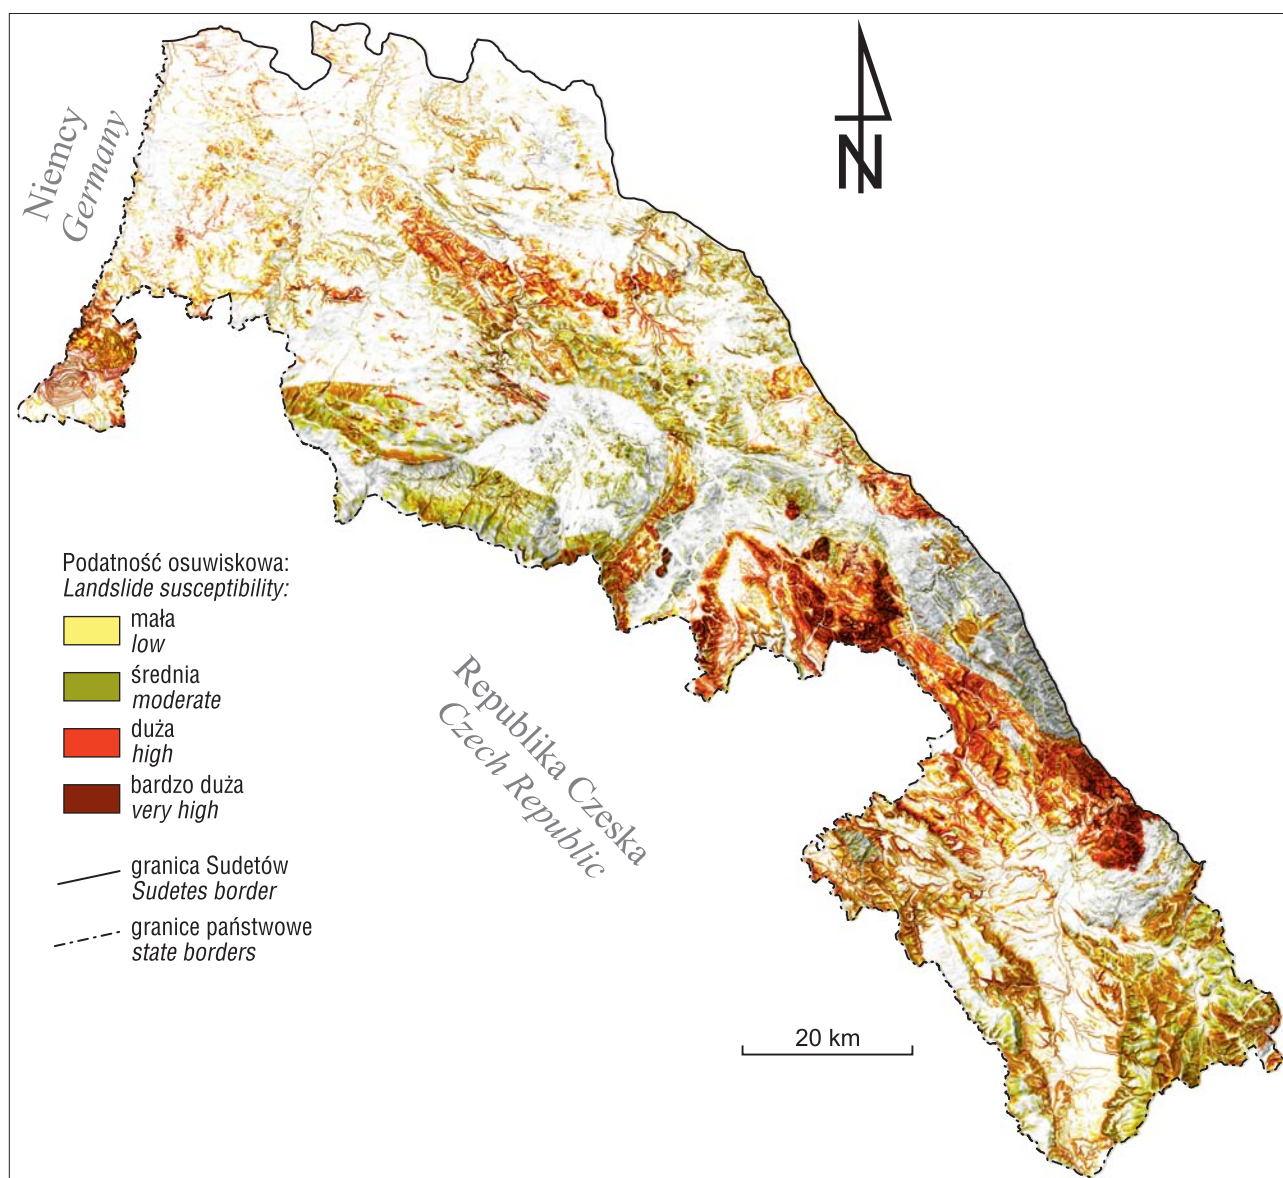 Niemcy
Germany
N
Podatność osuwiskowa:
Landslide susceptibility:
mała
low
średnia
moderate
duża
high
bardzo duża
very high
granica Sudetów
Sudetes border
granice państwowe
state borders
Republika Czeska
Czech Republic
20 km